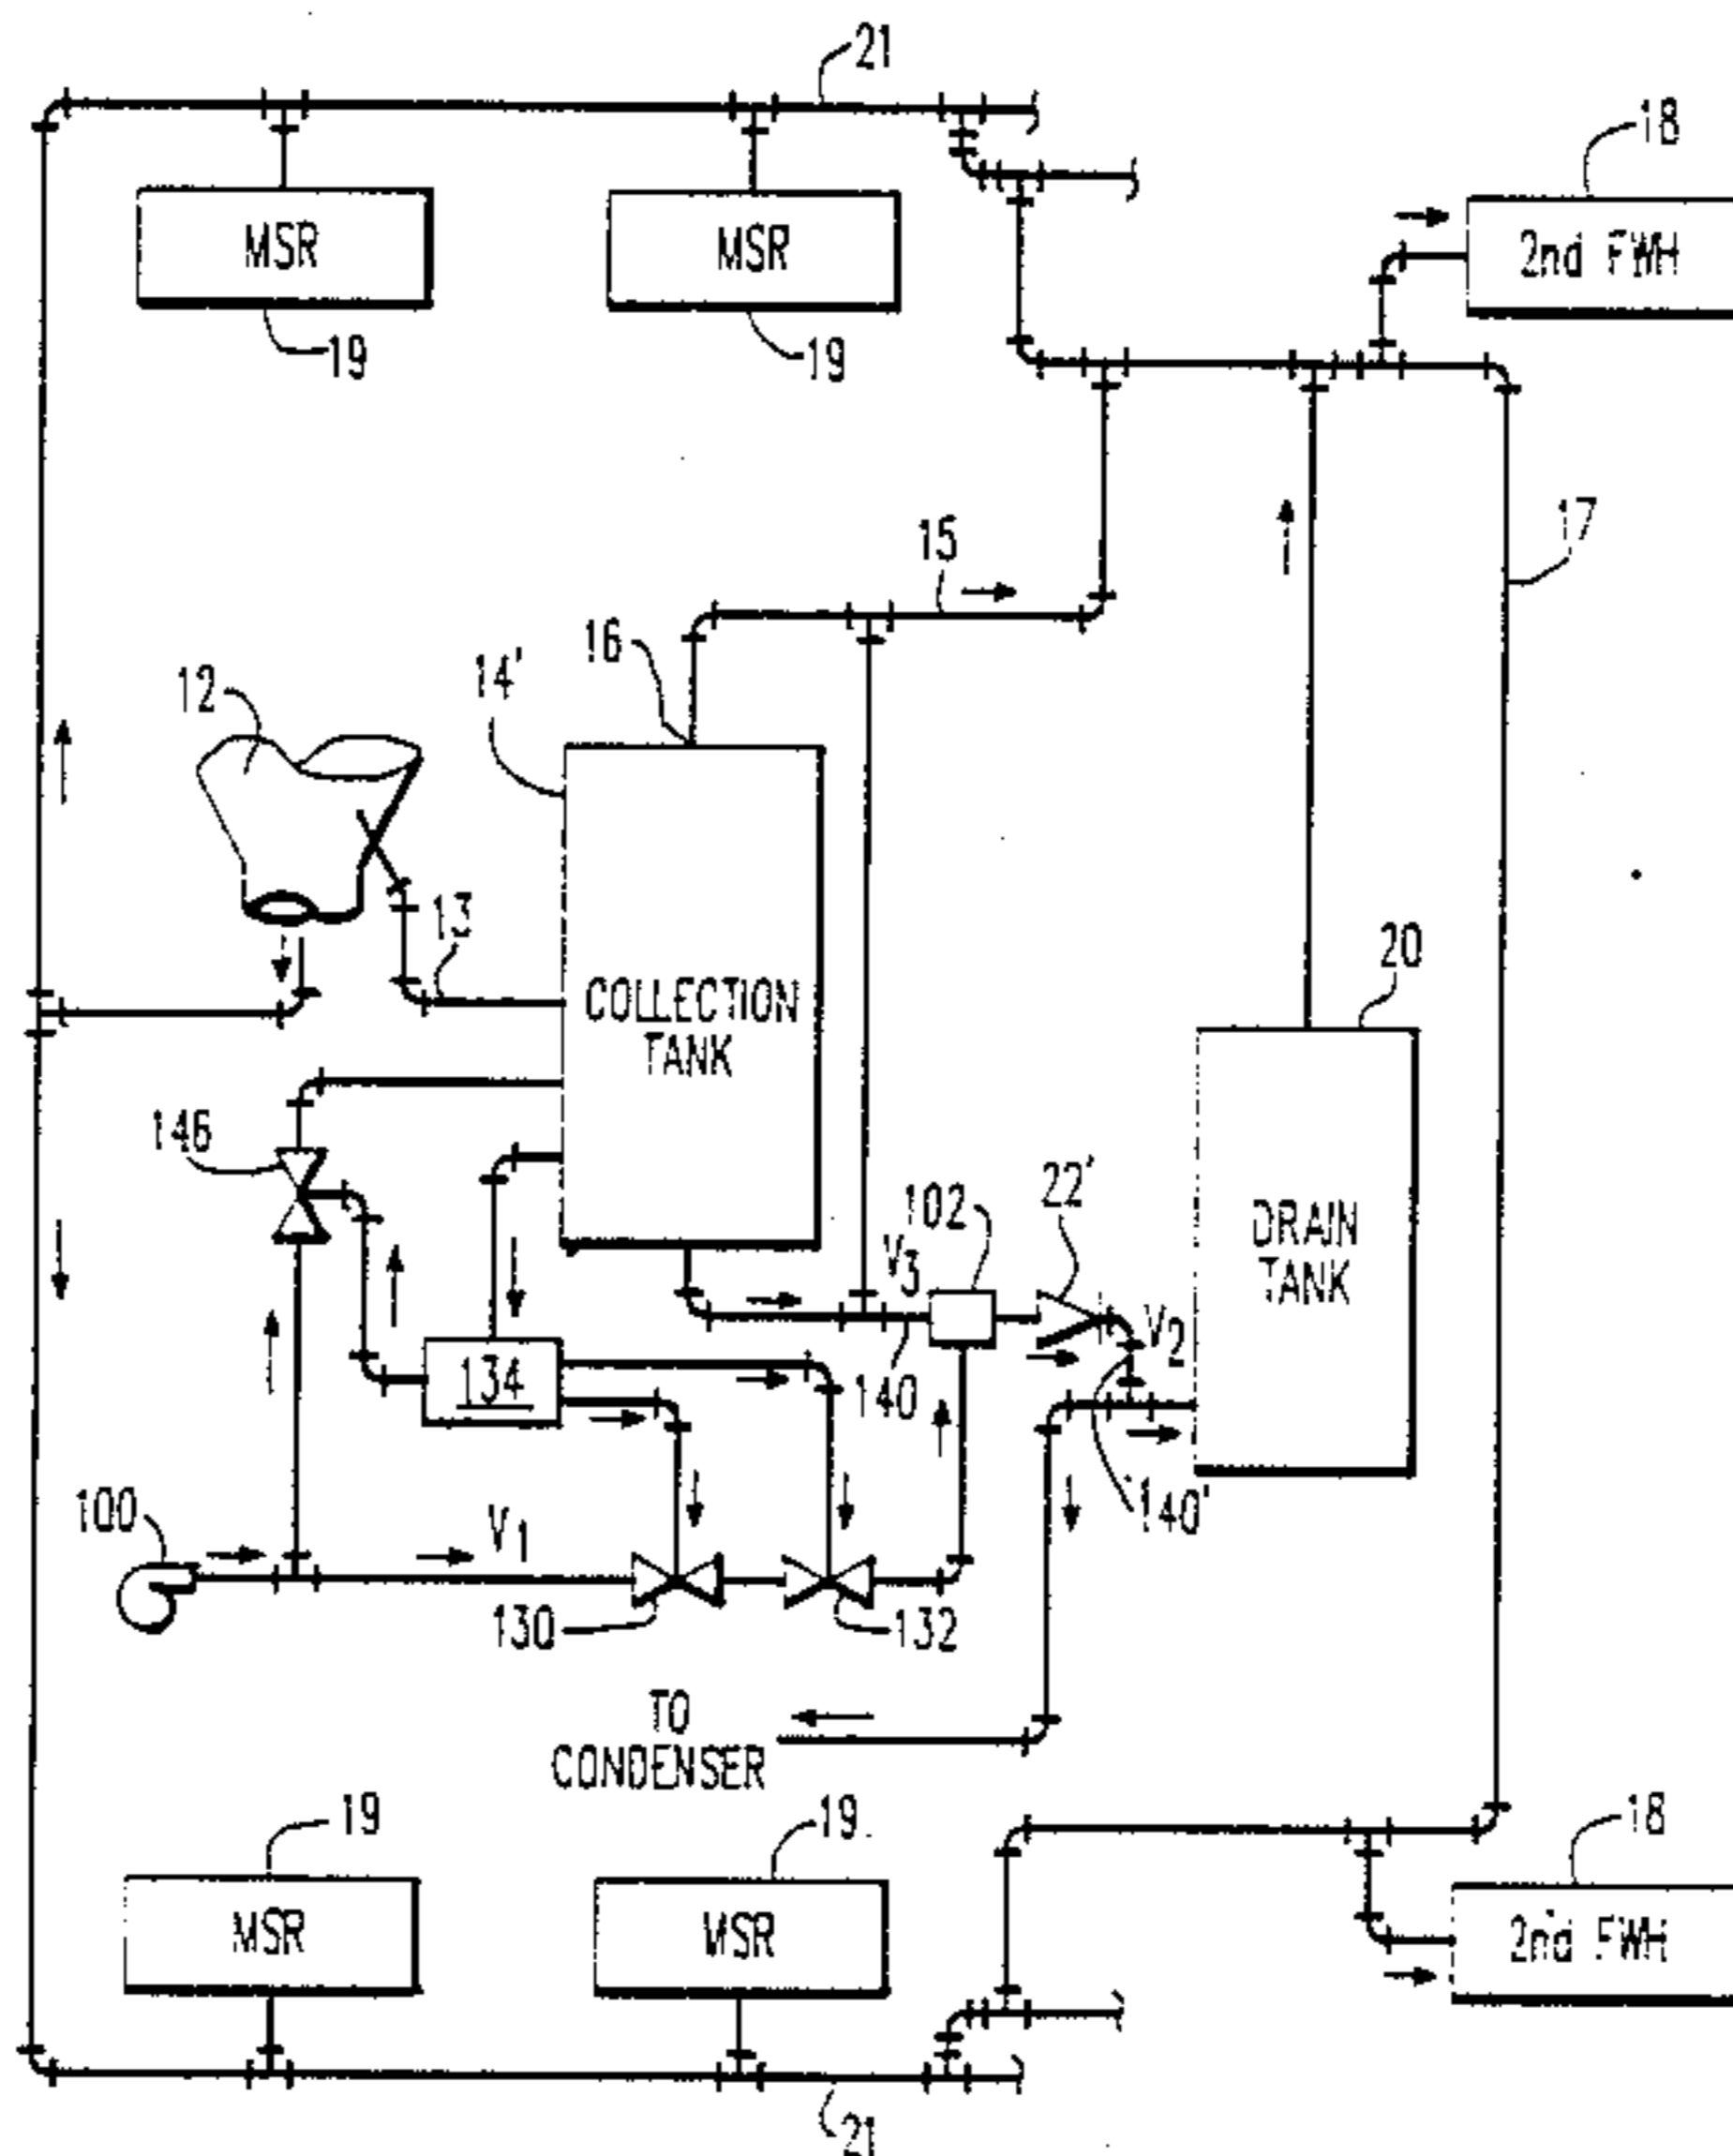 21
18
MSR
MSR
2nd FWH
19
19
17
15
16
14'
12
13
20
COLLECTION
TANK
146
22'
102
V3
DRAIN
TANK
V2
134
140
140'
100
V1
130
132
TO
CONDENSER
19
19
18
MSR
MSR
2nd FWH
21